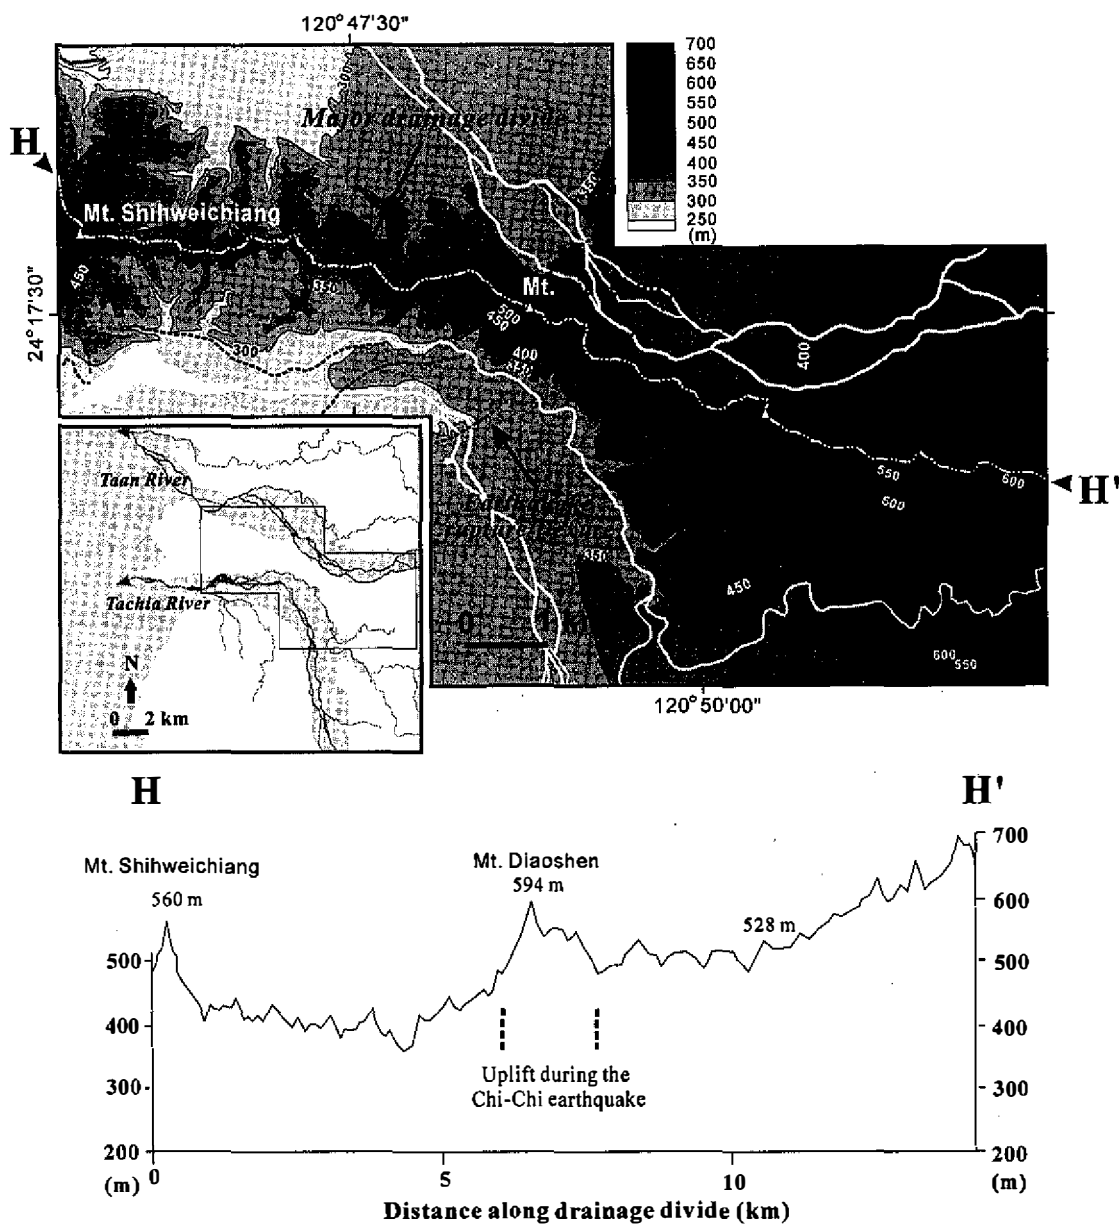 120°47'30"
700
650
600
550
500
450
400
350
300
250
(m)
Major drainage divide
H
350
Mt. Shihweichiang
450
550
Mt.
24°17'30"
500
450
300
400
350
400
550
600
600
H'
Taan River
Tachia River
N
0 2 km
350
0
450
600
550
120°50'00"
H
H'
Mt. Shihweichiang
560 m
Mt. Diaoshen
594 m
528 m
700
600
500
500
400
400
300
300
200
200
(m)
(m)
Uplift during the
Chi-Chi earthquake
0
5
10
Distance along drainage divide (km)